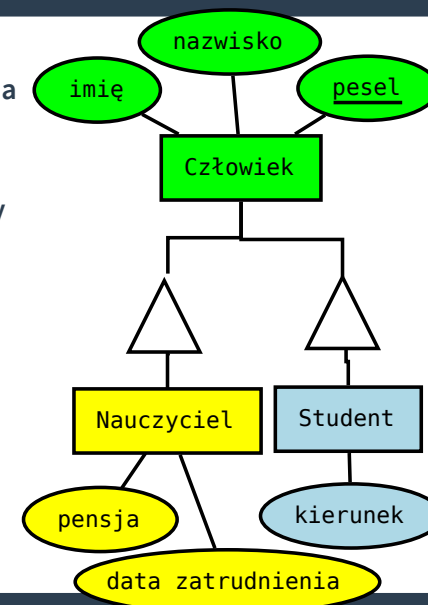 nazwisko
a
imię
pesel
Człowiek
y
Nauczyciel
Student
pensja
kierunek
data zatrudnienia